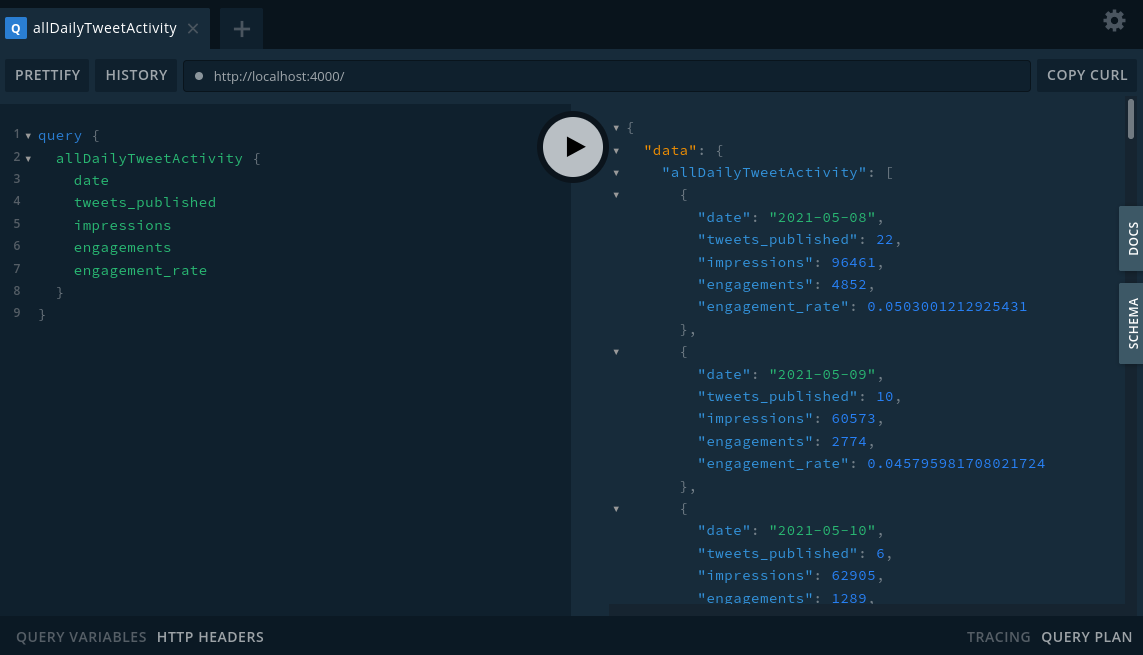 Q allDailyTweetActivity
PRETTIFY HISTORY http://localhost:4000/ COPY CURL
1 query {
2 allDailyTweetActivity {
3 date
4 tweets_published
5 impressions
6 engagements
7 engagement_rate
8 }
9 }
{
"data": {
"allDailyTweetActivity": [
{
"date": "2021-05-08",
"tweets_published": 22,
"impressions": 96461,
"engagements": 4852,
"engagement_rate": 0.0503001212925431
},
{
"date": "2021-05-09",
"tweets_published": 10,
"impressions": 60573,
"engagements": 2774,
"engagement_rate": 0.045795981708021724
},
{
"date": "2021-05-10",
"tweets_published": 6,
"impressions": 62905,
"engagements": 1289,
DOCS
SCHEMA
QUERY VARIABLES HTTP HEADERS TRACING QUERY PLAN